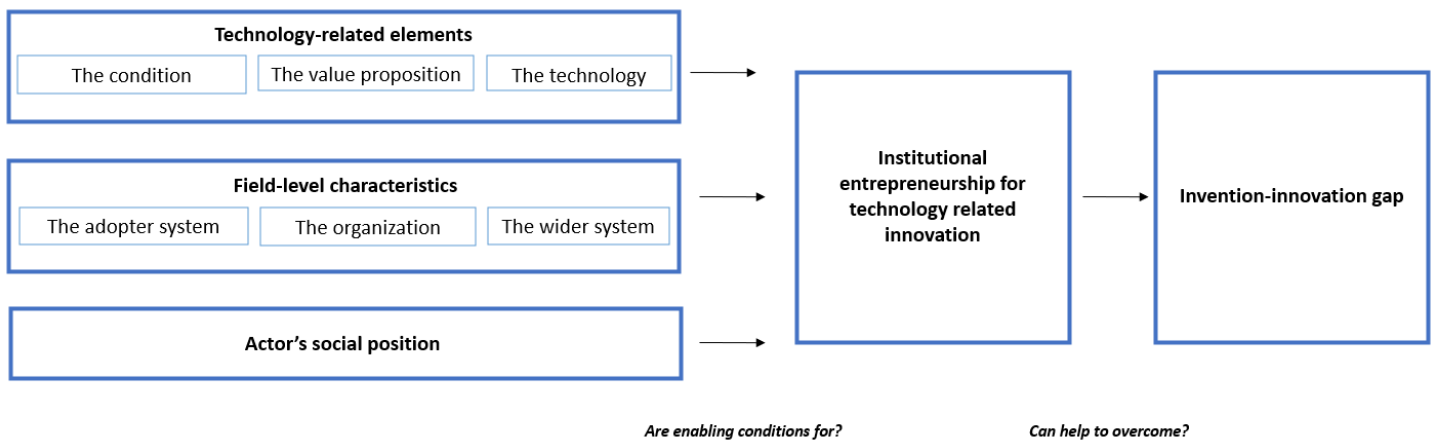 Technology-related elements
The condition
The value proposition
The technology
Field-level characteristics
The adopter system
The organization
The wider system
Actor’s social position
Institutional
entrepreneurship for
technology related
innovation
Invention-innovation gap
Are enabling conditions for?
Can help to overcome?